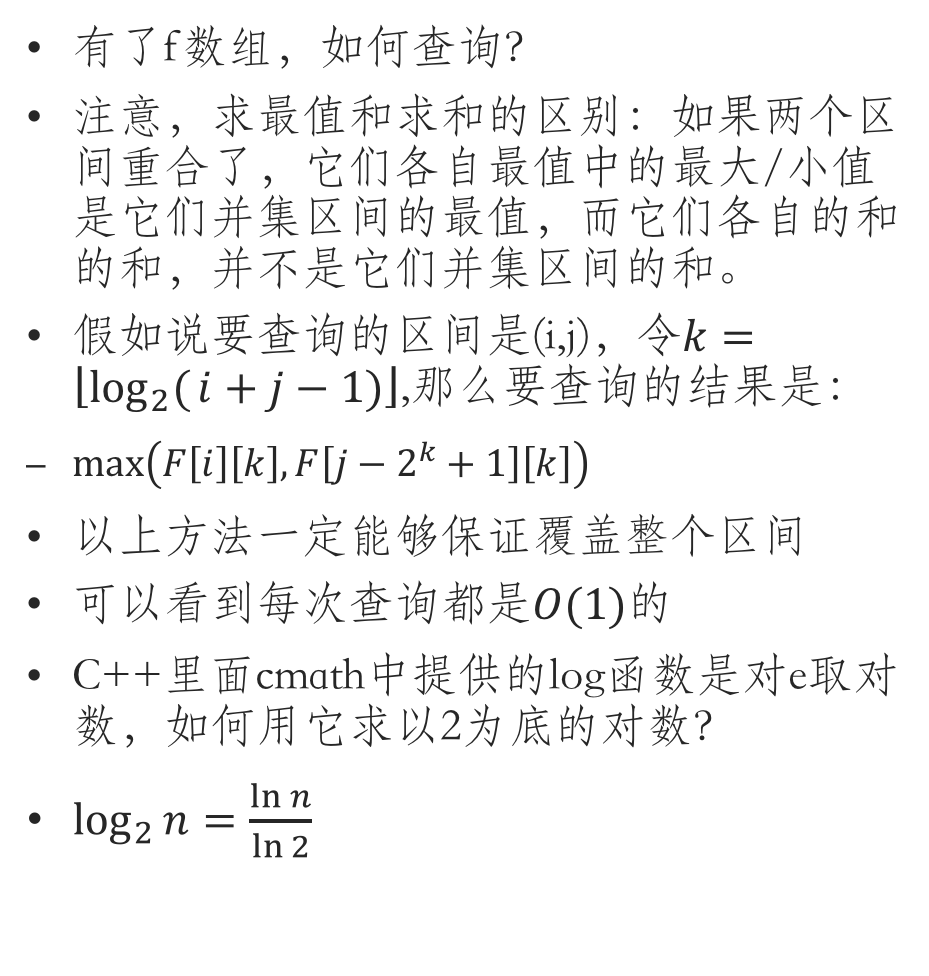 • 有了f数组，如何查询?
• 注意，求最值和求和的区别：如果两个区
间重合了，它们各自最值中的最大/小值
是它们并集区间的最值，而它们各自的和
的和，并不是它们并集区间的和。
• 假如说要查询的区间是(i,j)，令k =
⌊log₂(i + j − 1)⌋,那么要查询的结果是：
– max(F[i][k], F[j − 2ᵏ + 1][k])
• 以上方法一定能够保证覆盖整个区间
• 可以看到每次查询都是O(1)的
• C++里面cmath中提供的log函数是对e取对
数，如何用它求以2为底的对数?
• log₂ n = ln n / ln 2